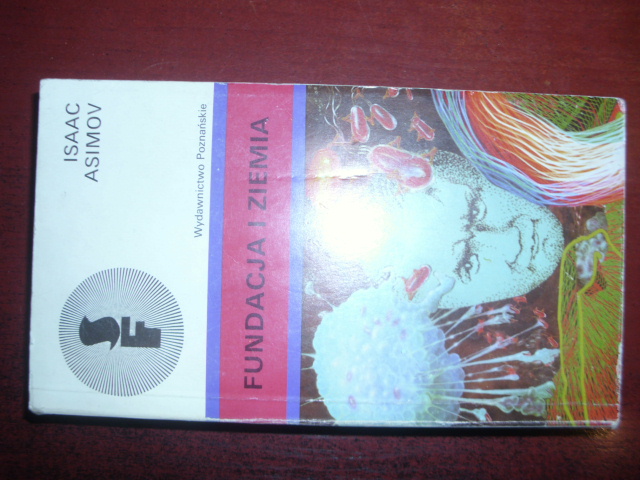 ISAAC
ASIMOV
Wydawnictwo Poznańskie
FUNDACJA I ZIEMIA
SF